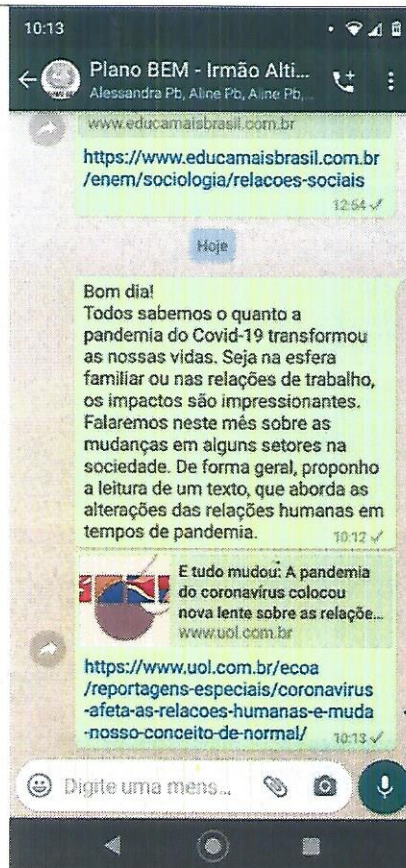 10:13
Plano BEM - Irmão Alti...
Alessandra Pb, Aline Pb, Aline Pb,...
www.educamaisbrasil.com.br
https://www.educamaisbrasil.com.br
/enem/sociologia/relacoes-sociais
12:54
Hoje
Bom dia!
Todos sabemos o quanto a
pandemia do Covid-19 transformou
as nossas vidas. Seja na esfera
familiar ou nas relações de trabalho,
os impactos são impressionantes.
Falaremos neste mês sobre as
mudanças em alguns setores na
sociedade. De forma geral, proponho
a leitura de um texto, que aborda as
alterações das relações humanas em
tempos de pandemia.
10:12
E tudo mudou: A pandemia
do coronavírus colocou
nova lente sobre as relaçõe...
www.uol.com.br
https://www.uol.com.br/ecoa
/reportagens-especiais/coronavirus
-afeta-as-relacoes-humanas-e-muda
-nosso-conceito-de-normal/
10:13
Digite uma mens...